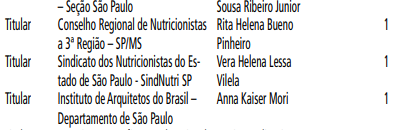 – Seção São Paulo Sousa Ribeiro Junior
Titular Conselho Regional de Nutricionistas Rita Helena Bueno 1
a 3ª Região – SP/MS Pinheiro
Titular Sindicato dos Nutricionistas do Es- Vera Helena Lessa 1
tado de São Paulo - SindNutri SP Vilela
Titular Instituto de Arquitetos do Brasil – Anna Kaiser Mori 1
Departamento de São Paulo